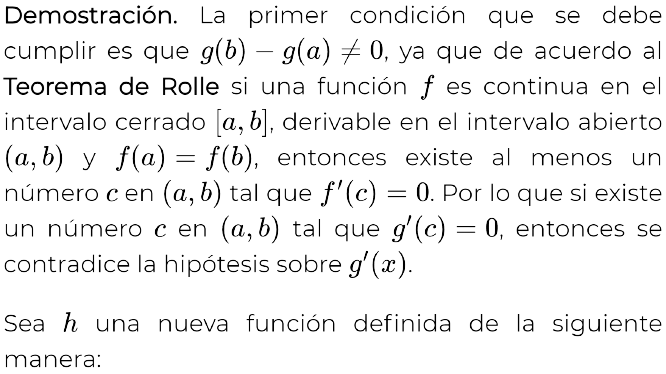 Demostración. La primer condición que se debe
cumplir es que g(b) − g(a) ≠ 0, ya que de acuerdo al
Teorema de Rolle si una función f es continua en el
intervalo cerrado [a, b], derivable en el intervalo abierto
(a, b) y f(a) = f(b), entonces existe al menos un
número c en (a, b) tal que f′(c) = 0. Por lo que si existe
un número c en (a, b) tal que g′(c) = 0, entonces se
contradice la hipótesis sobre g′(x).
Sea h una nueva función definida de la siguiente
manera: